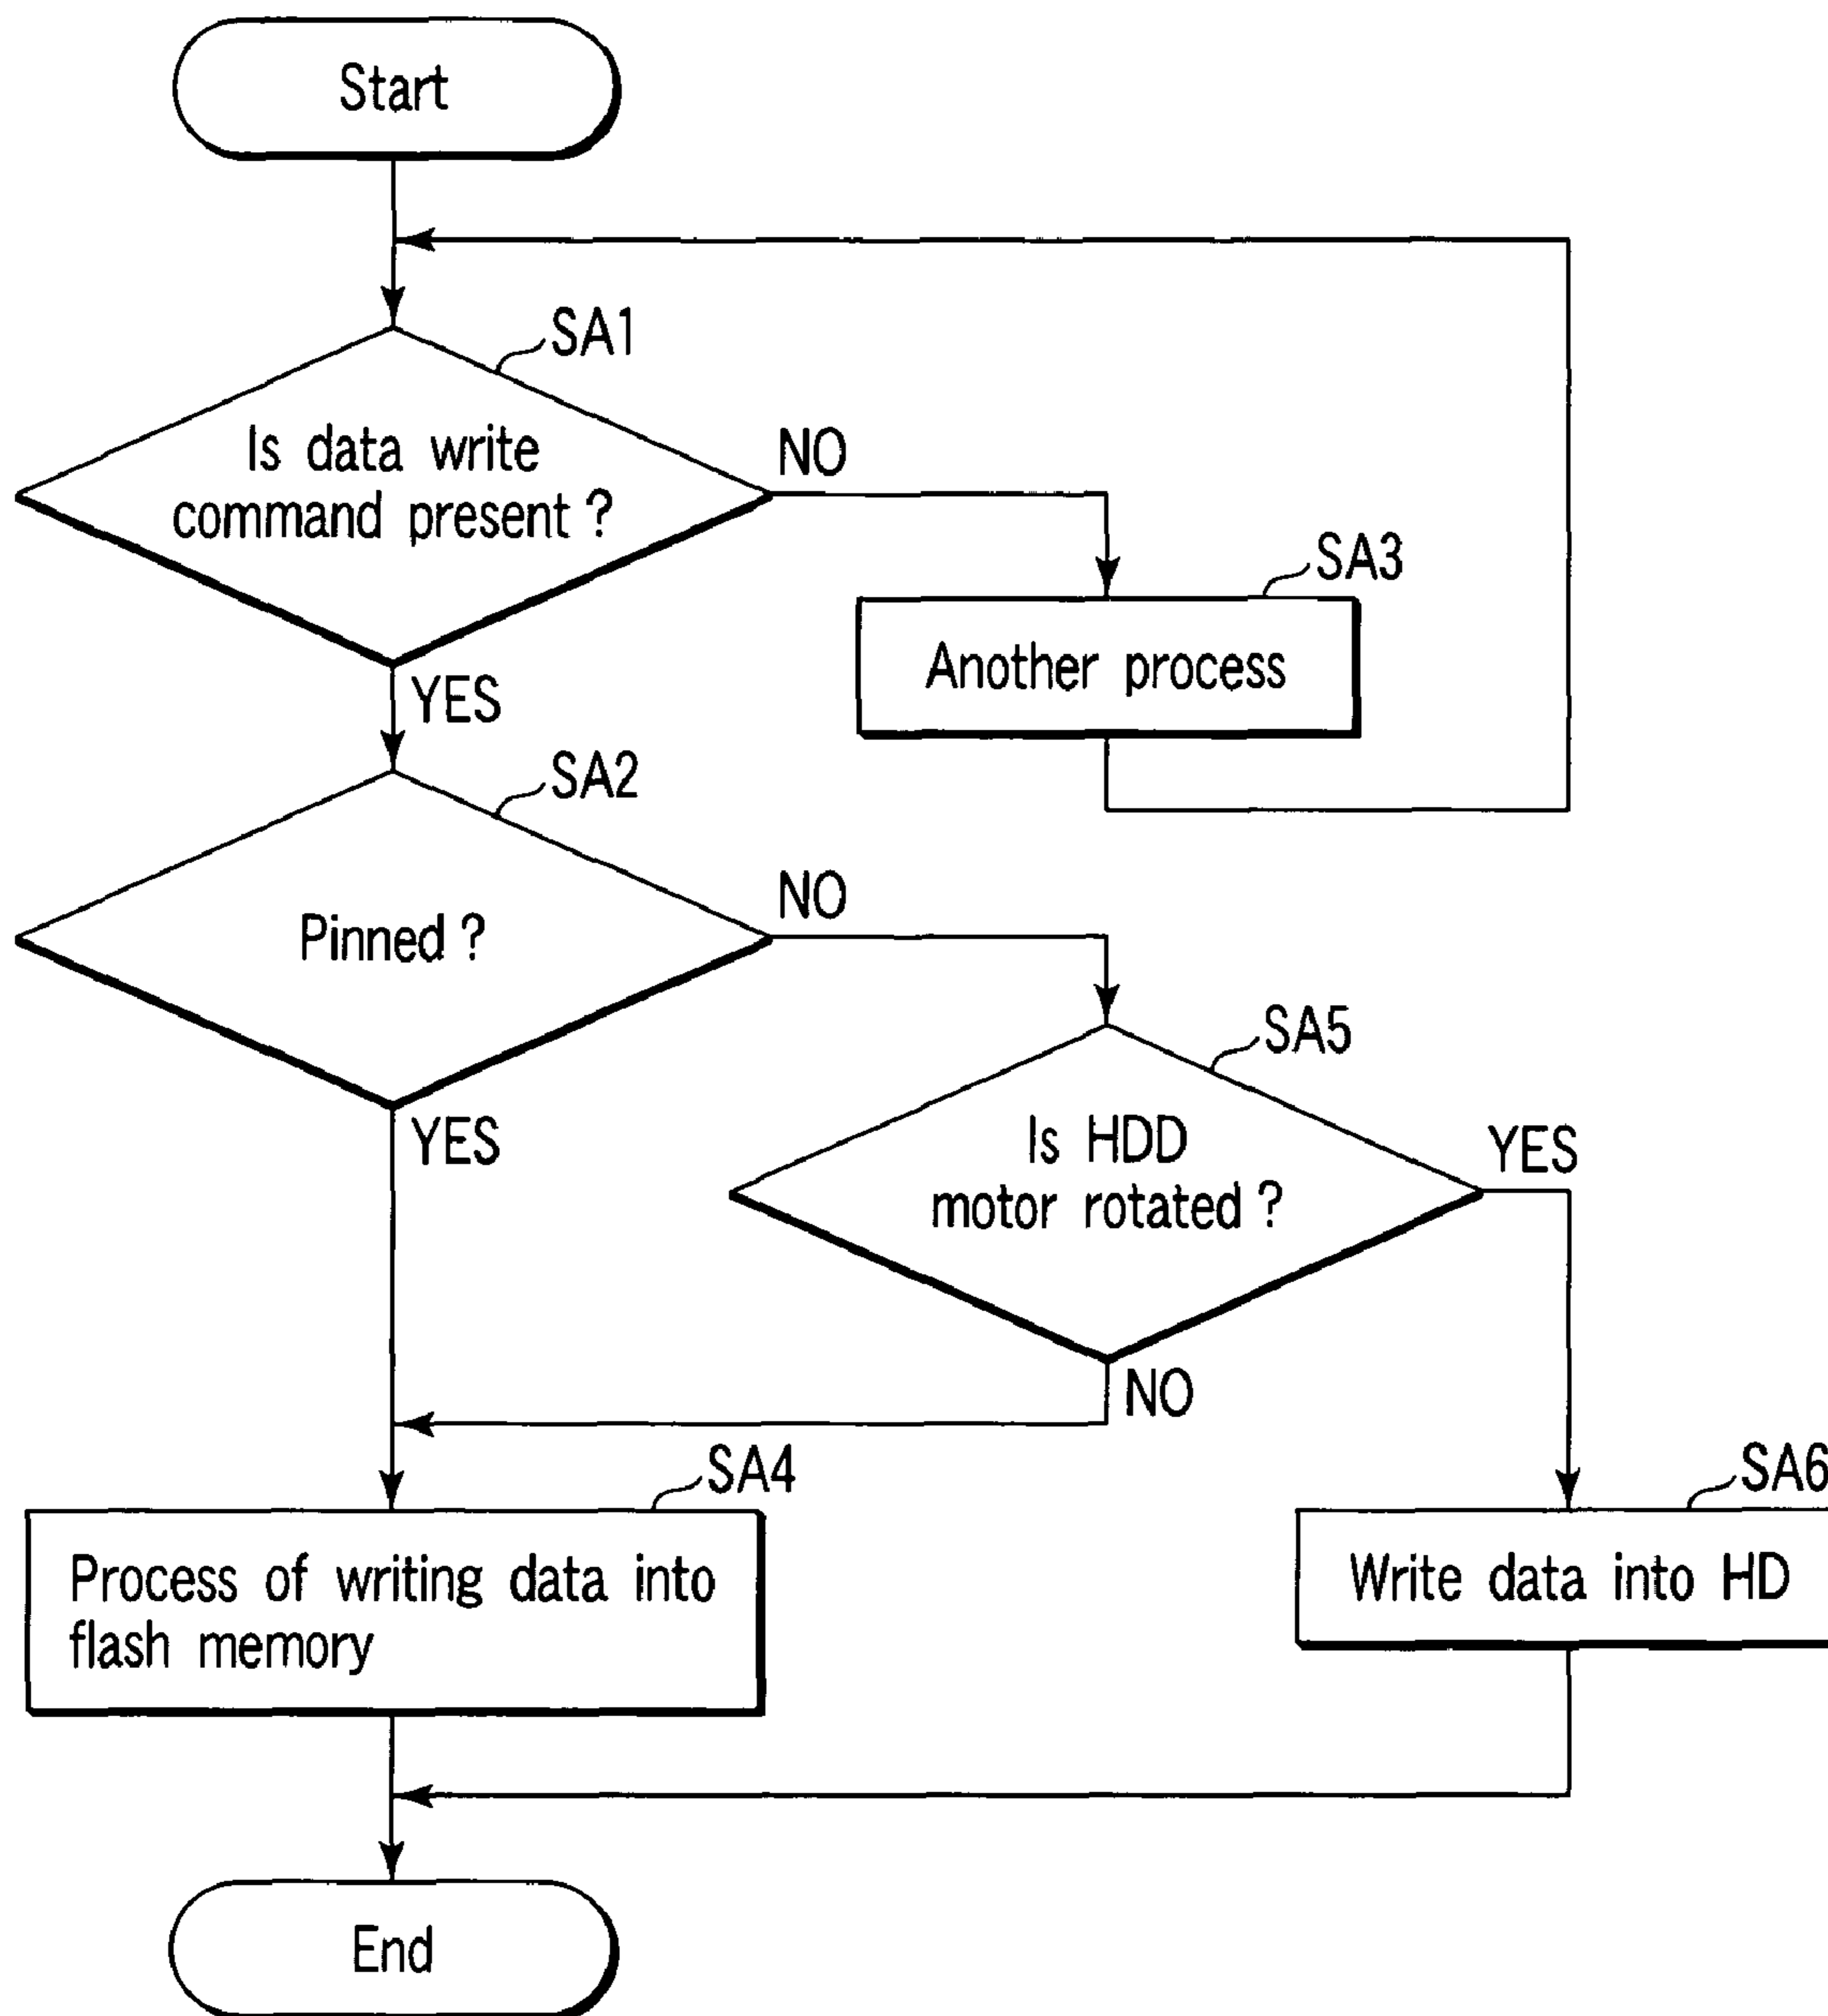 Start
SA1
Is data write
command present ?
NO
SA3
Another process
YES
SA2
Pinned ?
NO
SA5
Is HDD
motor rotated ?
YES
YES
NO
SA4
Process of writing data into
flash memory
SA6
Write data into HD
End